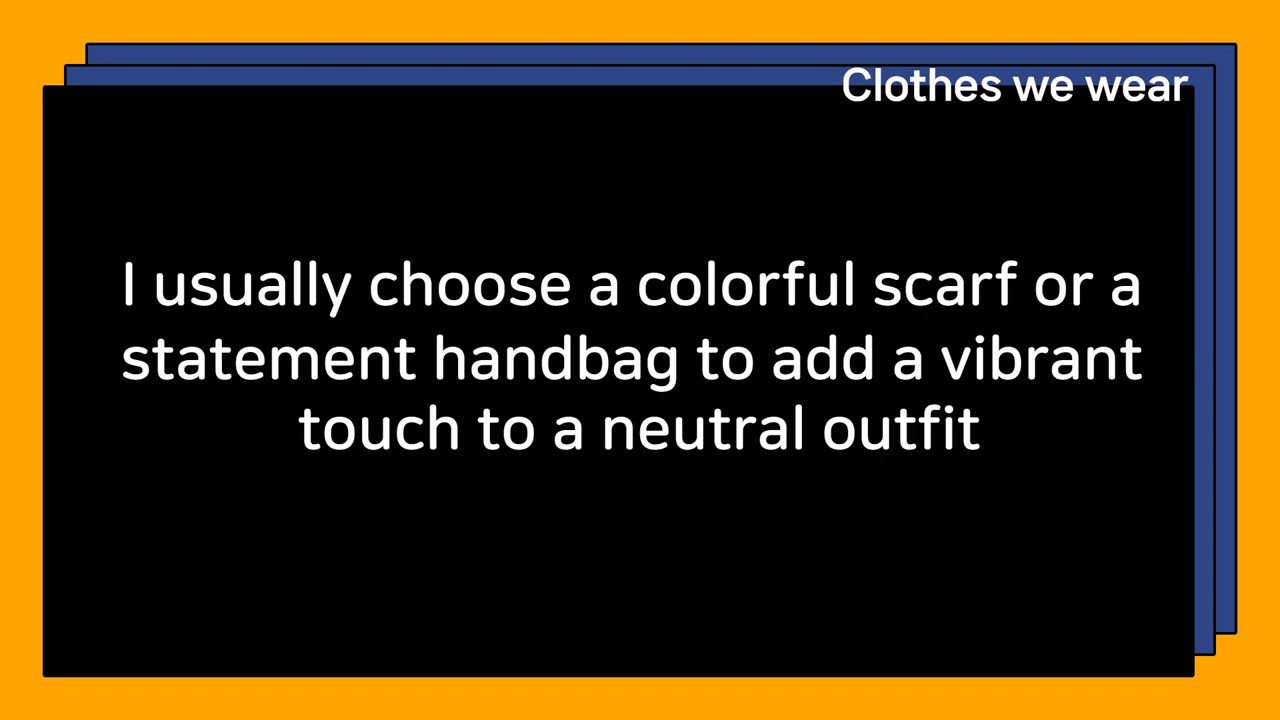 Clothes we wear
I usually choose a colorful scarf or a
statement handbag to add a vibrant
touch to a neutral outfit